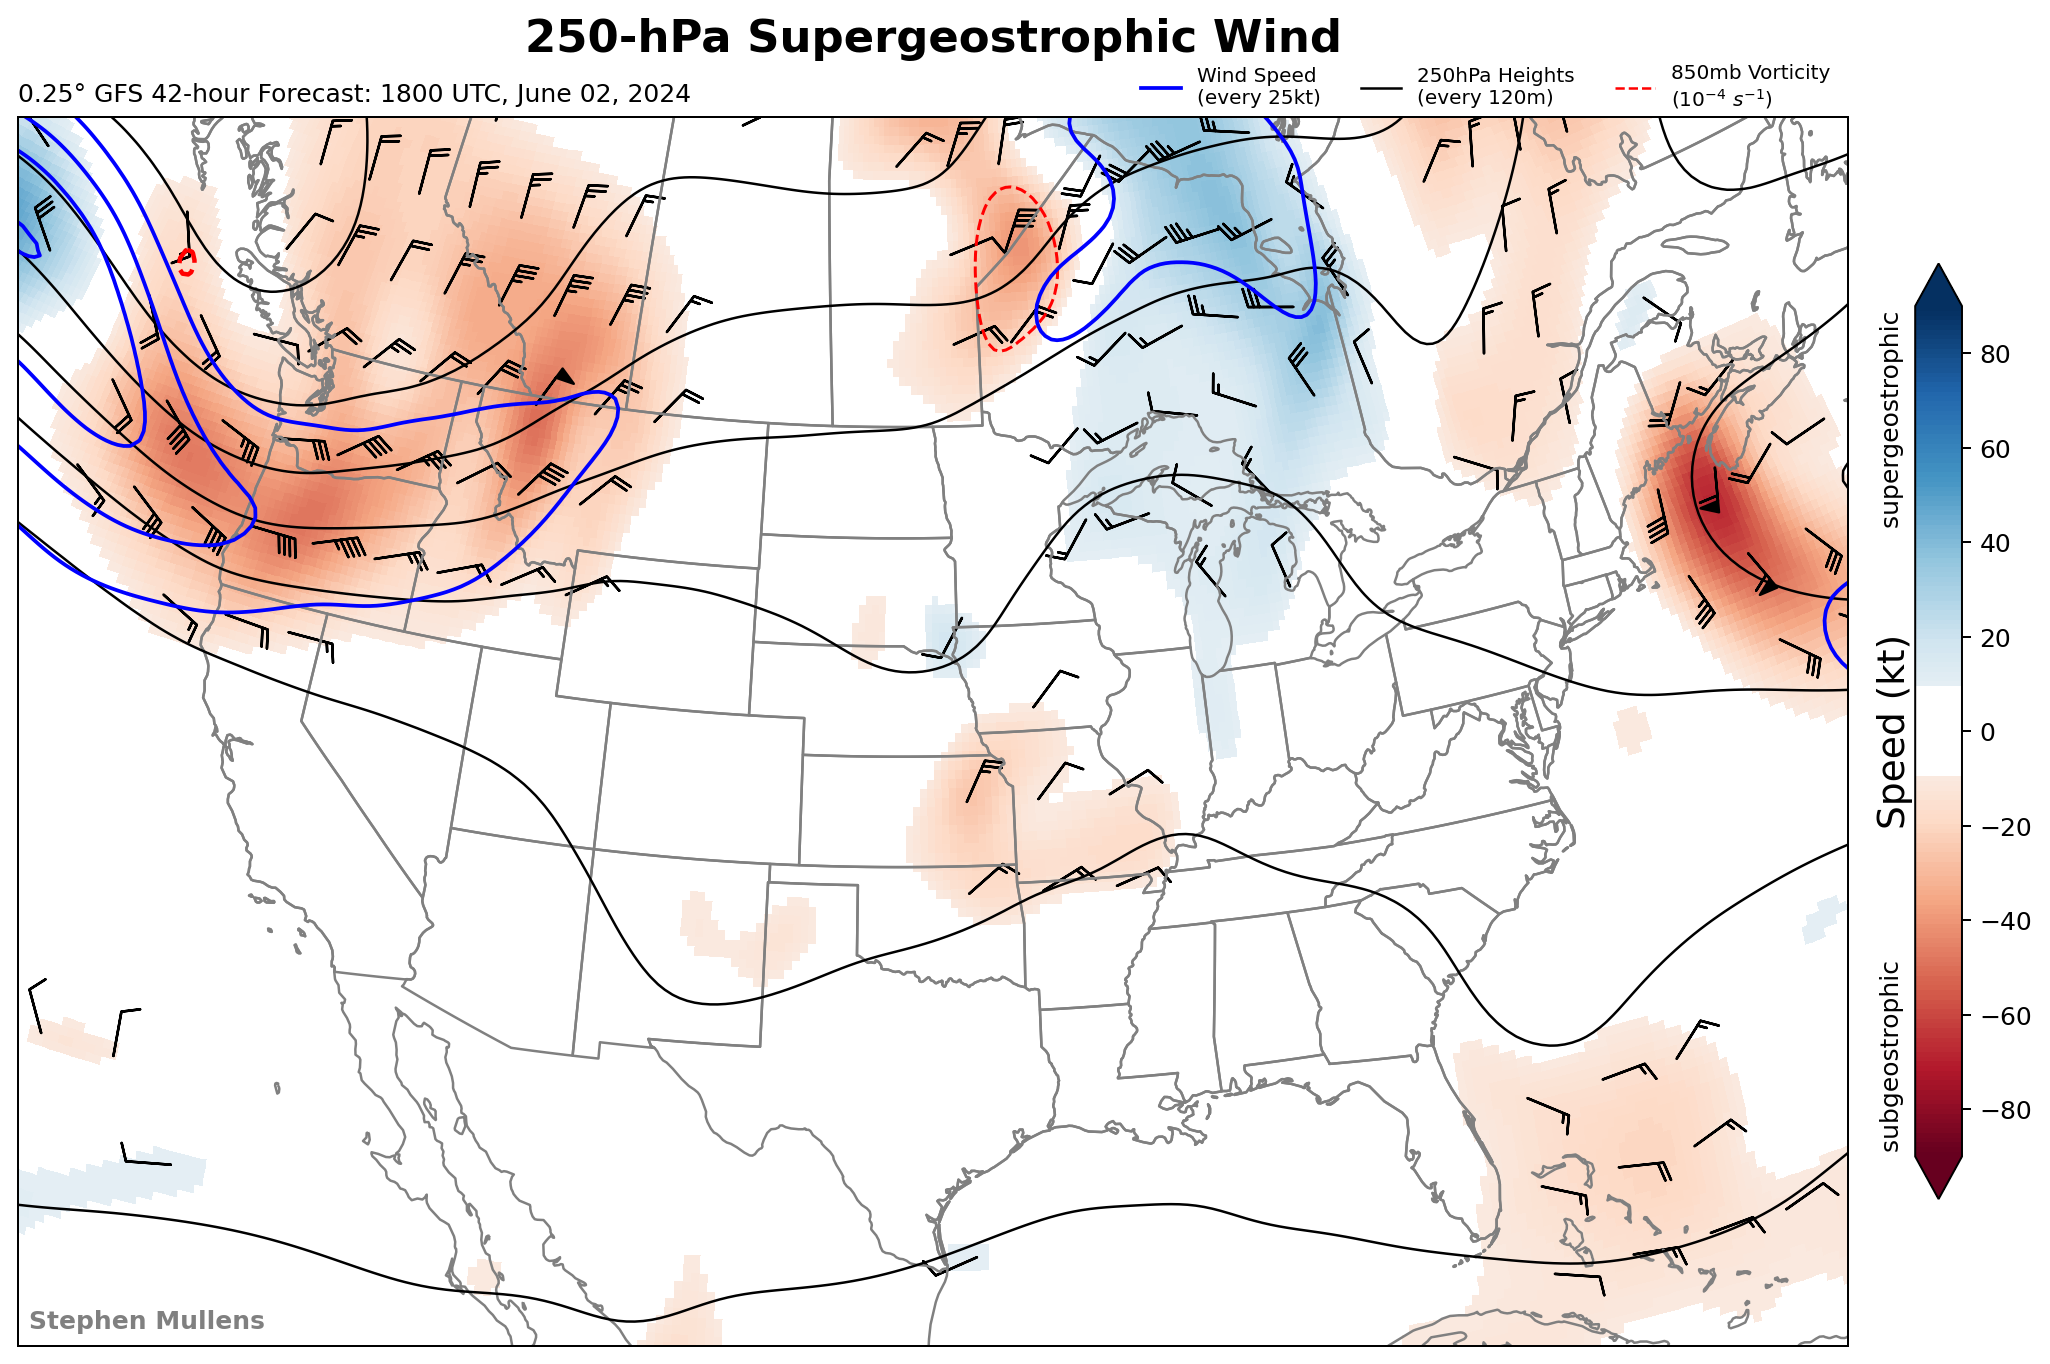 250-hPa Supergeostrophic Wind
0.25° GFS 42-hour Forecast: 1800 UTC, June 02, 2024
Wind Speed
(every 25kt)
250hPa Heights
(every 120m)
850mb Vorticity
(10⁻⁴ s⁻¹)
supergeostrophic
Speed (kt)
subgeostrophic
80
60
40
20
0
−20
−40
−60
−80
Stephen Mullens